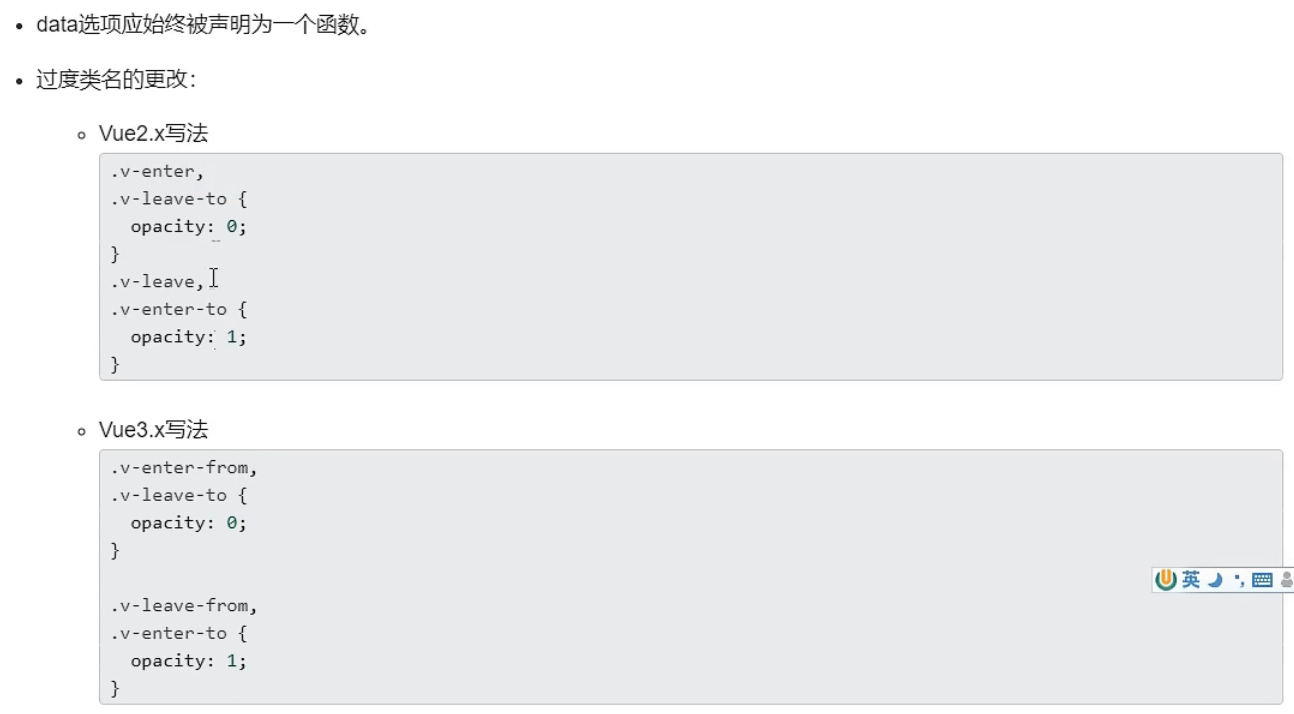 data选项应始终被声明为一个函数。
过度类名的更改：
Vue2.x写法
.v-enter,
.v-leave-to {
  opacity: 0;
}
.v-leave,
.v-enter-to {
  opacity: 1;
}
Vue3.x写法
.v-enter-from,
.v-leave-to {
  opacity: 0;
}
.v-leave-from,
.v-enter-to {
  opacity: 1;
}
英